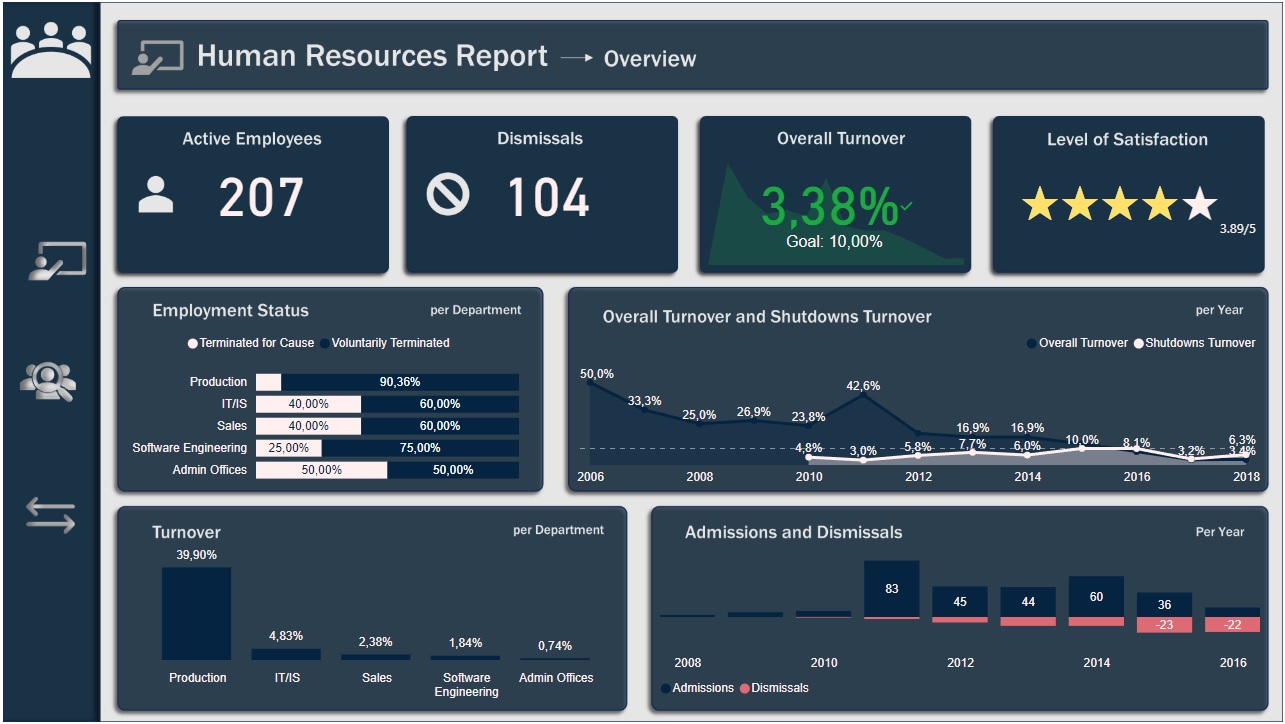 Human Resources Report → Overview
Active Employees
207
Dismissals
104
Overall Turnover
3,38%
Goal: 10,00%
Level of Satisfaction
3.89/5
Employment Status
per Department
Terminated for Cause Voluntarily Terminated
Production 90,36%
IT/IS 40,00% 60,00%
Sales 40,00% 60,00%
Software Engineering 25,00% 75,00%
Admin Offices 50,00% 50,00%
Overall Turnover and Shutdowns Turnover
per Year
Overall Turnover Shutdowns Turnover
50,0%
33,3%
25,0%
26,9%
23,8%
42,6%
16,9%
16,9%
4,8%
3,0%
5,8%
7,7%
6,0%
10,0%
8,1%
3,2%
6,3%
3,4%
2006 2008 2010 2012 2014 2016 2018
Turnover
per Department
39,90%
4,83%
2,38%
1,84%
0,74%
Production IT/IS Sales Software Admin Offices
Engineering
Admissions and Dismissals
Per Year
83
45
44
60
36
-23
-22
2008 2010 2012 2014 2016
Admissions Dismissals